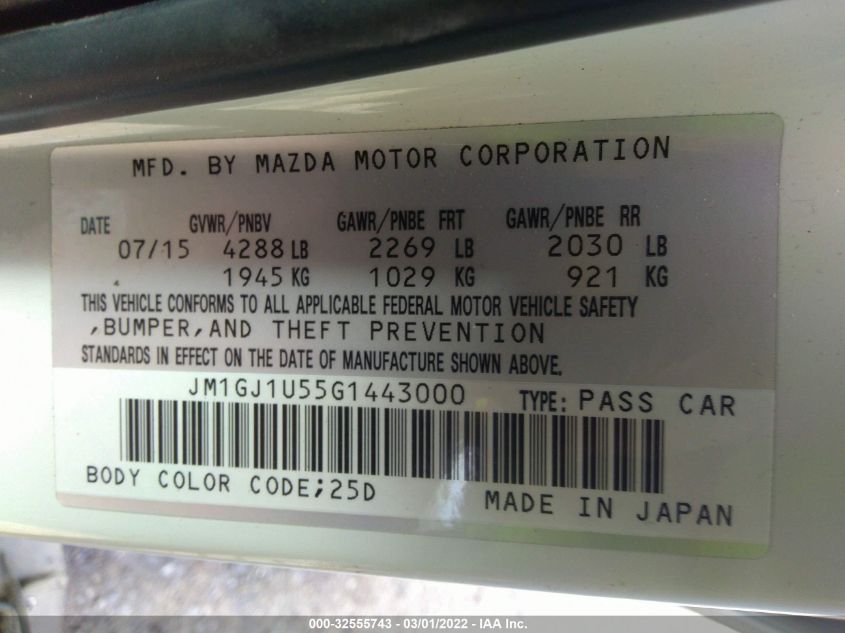 MFD. BY MAZDA MOTOR CORPORATION
DATE GVWR/PNBV GAWR/PNBE FRT GAWR/PNBE RR
07/15 4288 LB 2269 LB 2030 LB
1945 KG 1029 KG 921 KG
THIS VEHICLE CONFORMS TO ALL APPLICABLE FEDERAL MOTOR VEHICLE SAFETY
,BUMPER,AND THEFT PREVENTION
STANDARDS IN EFFECT ON THE DATE OF MANUFACTURE SHOWN ABOVE.
JM1GJ1U55G1443000 TYPE: PASS CAR
BODY COLOR CODE;25D MADE IN JAPAN
000-32555743 - 03/01/2022 - IAA Inc.